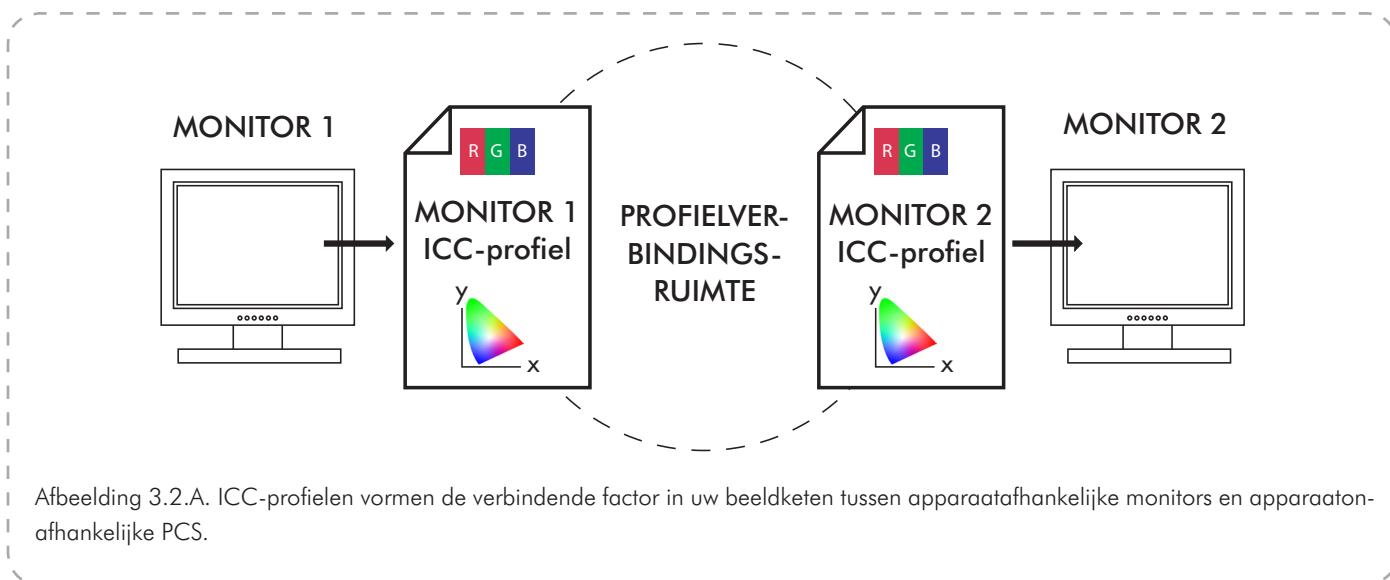 MONITOR 1
R G B
MONITOR 1
ICC-profiel
y
x
PROFIELVER-
BINDINGS-
RUIMTE
R G B
MONITOR 2
ICC-profiel
y
x
MONITOR 2
Afbeelding 3.2.A. ICC-profielen vormen de verbindende factor in uw beeldketen tussen apparaatafhankelijke monitors en apparaaton-
afhankelijke PCS.